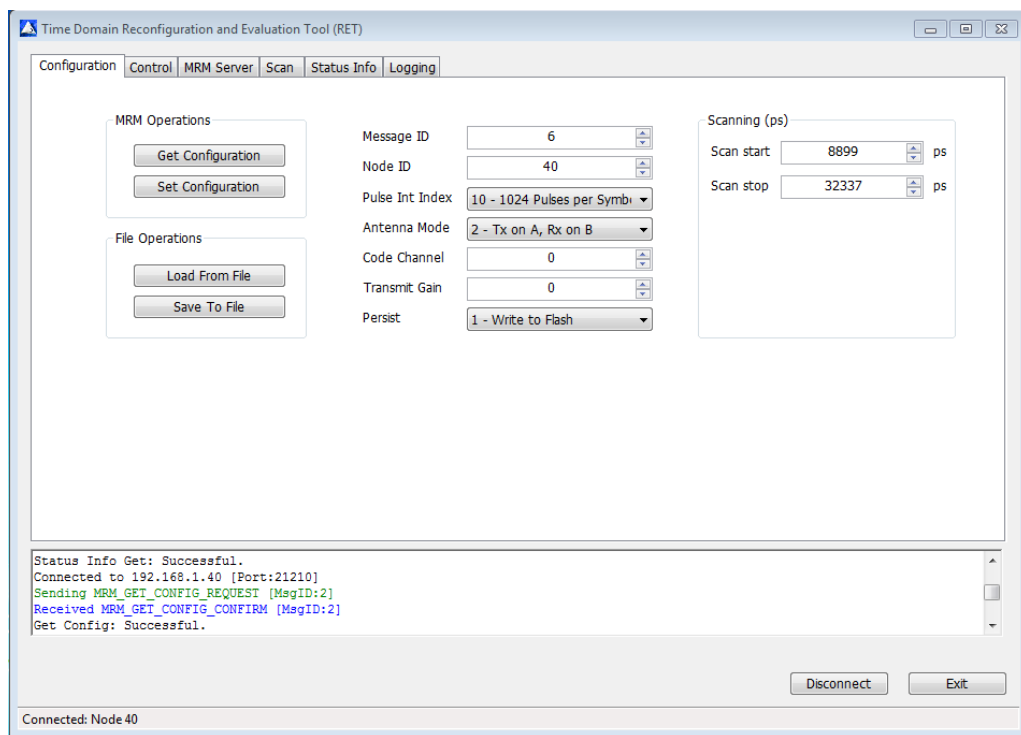 Time Domain Reconfiguration and Evaluation Tool (RET)
Configuration Control MRM Server Scan Status Info Logging
MRM Operations
Get Configuration
Set Configuration
File Operations
Load From File
Save To File
Message ID 6
Node ID 40
Pulse Int Index 10 - 1024 Pulses per Symb
Antenna Mode 2 - Tx on A, Rx on B
Code Channel 0
Transmit Gain 0
Persist 1 - Write to Flash
Scanning (ps)
Scan start 8899 ps
Scan stop 32337 ps
Status Info Get: Successful.
Connected to 192.168.1.40 [Port:21210]
Sending MRM_GET_CONFIG_REQUEST [MsgID:2]
Received MRM_GET_CONFIG_CONFIRM [MsgID:2]
Get Config: Successful.
Disconnect Exit
Connected: Node 40